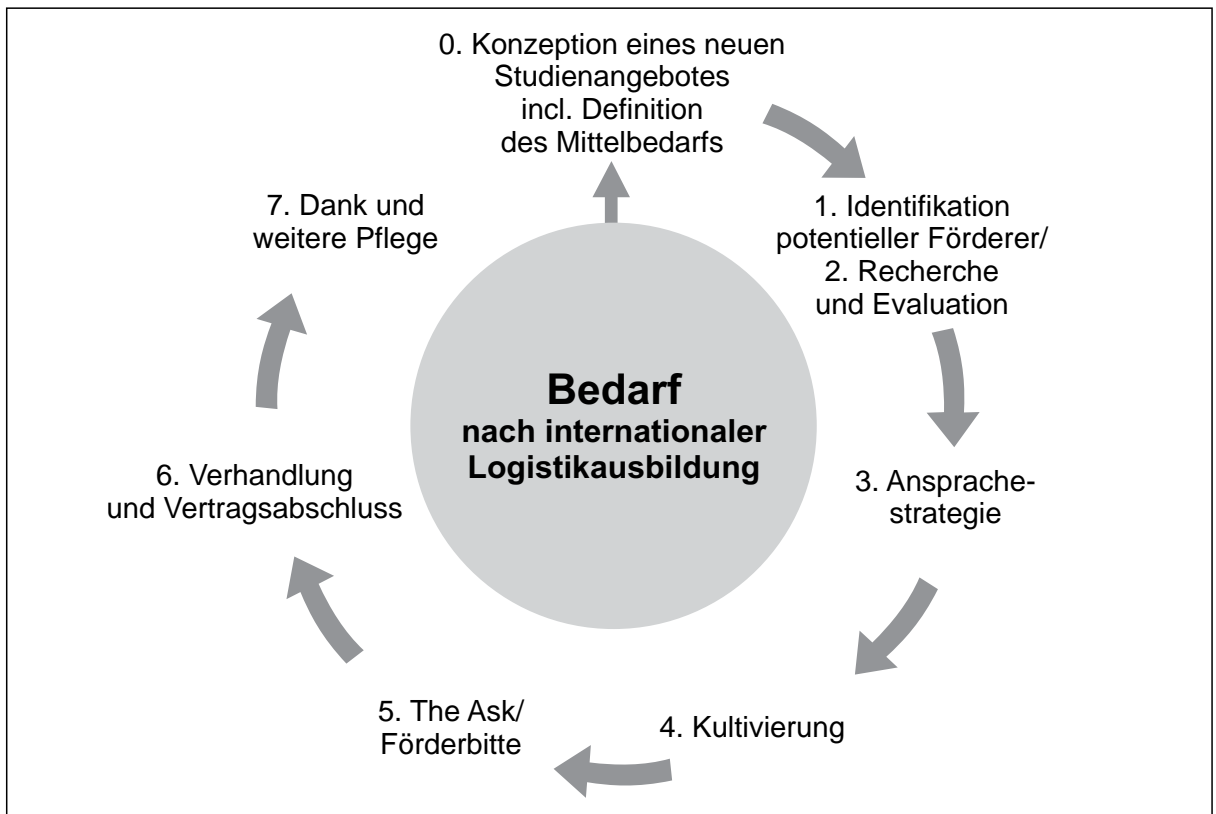 0. Konzeption eines neuen
Studienangebotes
incl. Definition
des Mittelbedarfs
1. Identifikation
potentieller Förderer/
2. Recherche
und Evaluation
3. Ansprache-
strategie
4. Kultivierung
5. The Ask/
Förderbitte
6. Verhandlung
und Vertragsabschluss
7. Dank und
weitere Pflege
Bedarf
nach internationaler
Logistikausbildung